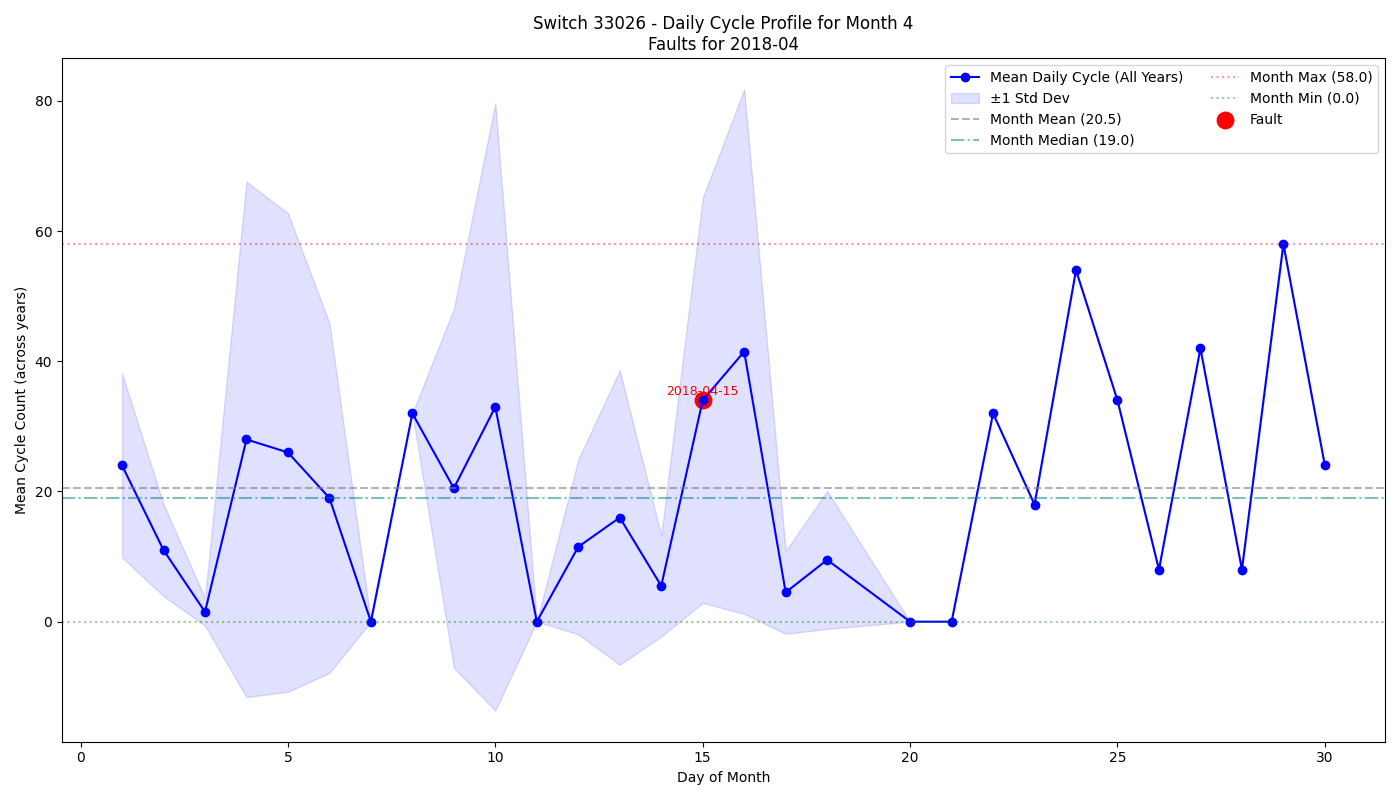 Switch 33026 - Daily Cycle Profile for Month 4
Faults for 2018-04
Mean Daily Cycle (All Years)
±1 Std Dev
Month Mean (20.5)
Month Median (19.0)
Month Max (58.0)
Month Min (0.0)
Fault
Mean Cycle Count (across years)
80
60
40
20
0
2018-04-15
0
5
10
15
20
25
30
Day of Month